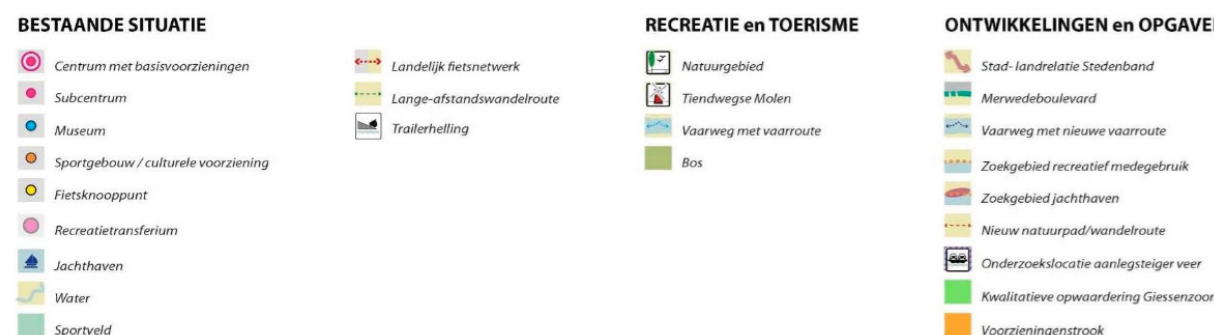 BESTAANDE SITUATIE
Centrum met basisvoorzieningen
Subcentrum
Museum
Sportgebouw / culturele voorziening
Fietsknooppunt
Recreatietransferium
Jachthaven
Water
Sportveld
Landelijk fietsnetwerk
Lange-afstandswandelroute
Trailerhelling
RECREATIE en TOERISME
Natuurgebied
Tiendwegse Molen
Vaarweg met vaarroute
Bos
ONTWIKKELINGEN en OPGAVE
Stad- landrelatie Stedenband
Merwedeboulevard
Vaarweg met nieuwe vaarroute
Zoekgebied recreatief medegebruik
Zoekgebied jachthaven
Nieuw natuurpad/wandelroute
Onderzoekslocatie aanlegsteiger veer
Kwalitatieve opwaardering Giessenzoo
Voorzieningenstrook